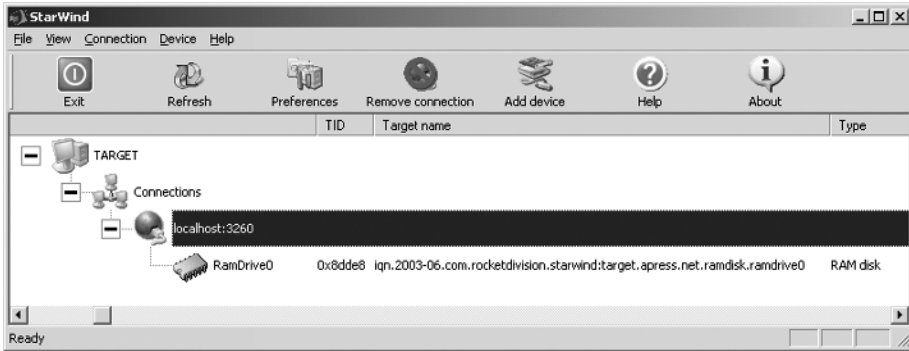 StarWind
File View Connection Device Help
Exit Refresh Preferences Remove connection Add device Help About
TID Target name Type
TARGET
Connections
localhost:3260
RamDrive0 0x8dde8 iqn.2003-06.com.rocketdivision.starwind:target.apress.net.ramdisk.ramdrive0 RAM disk
Ready